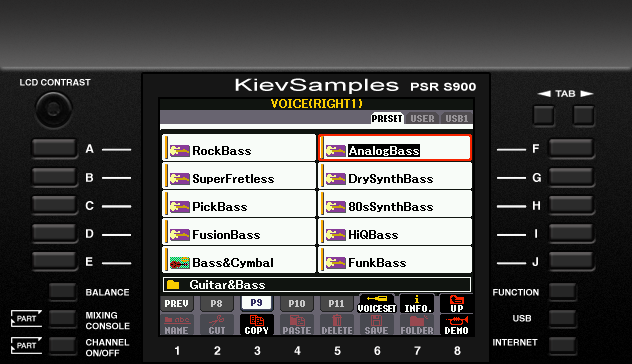 LCD CONTRAST
KievSamples PSR S900
TAB
VOICE(RIGHT1)
PRESET USER USB1
A RockBass AnalogBass F
B SuperFretless DrySynthBass G
C PickBass 80sSynthBass H
D FusionBass HiQBass I
E Bass&Cymbal FunkBass J
Guitar&Bass
BALANCE FUNCTION
PREV P8 P9 P10 P11 VOICESET INFO. UP
PART MIXING CONSOLE USB
NAME CUT COPY PASTE DELETE SAVE FOLDER DEMO
PART CHANNEL ON/OFF INTERNET
1 2 3 4 5 6 7 8